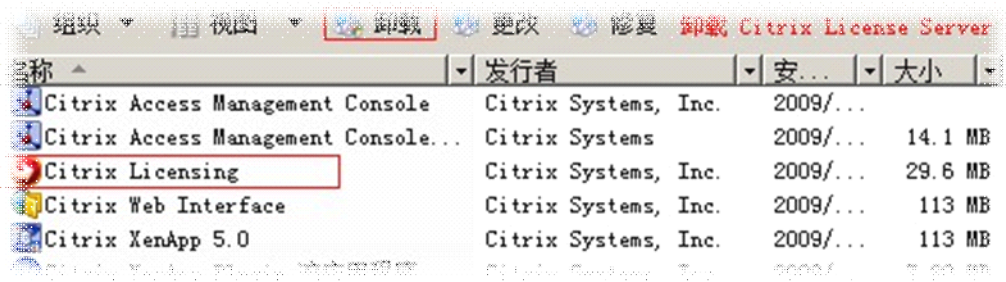 组织 视图 卸载 更改 修复 卸载 Citrix License Server
名称 发行者 安... 大小
Citrix Access Management Console Citrix Systems, Inc. 2009/...
Citrix Access Management Console... Citrix Systems 2009/... 14.1 MB
Citrix Licensing Citrix Systems, Inc. 2009/... 29.6 MB
Citrix Web Interface Citrix Systems, Inc. 2009/... 113 MB
Citrix XenApp 5.0 Citrix Systems, Inc. 2009/... 113 MB